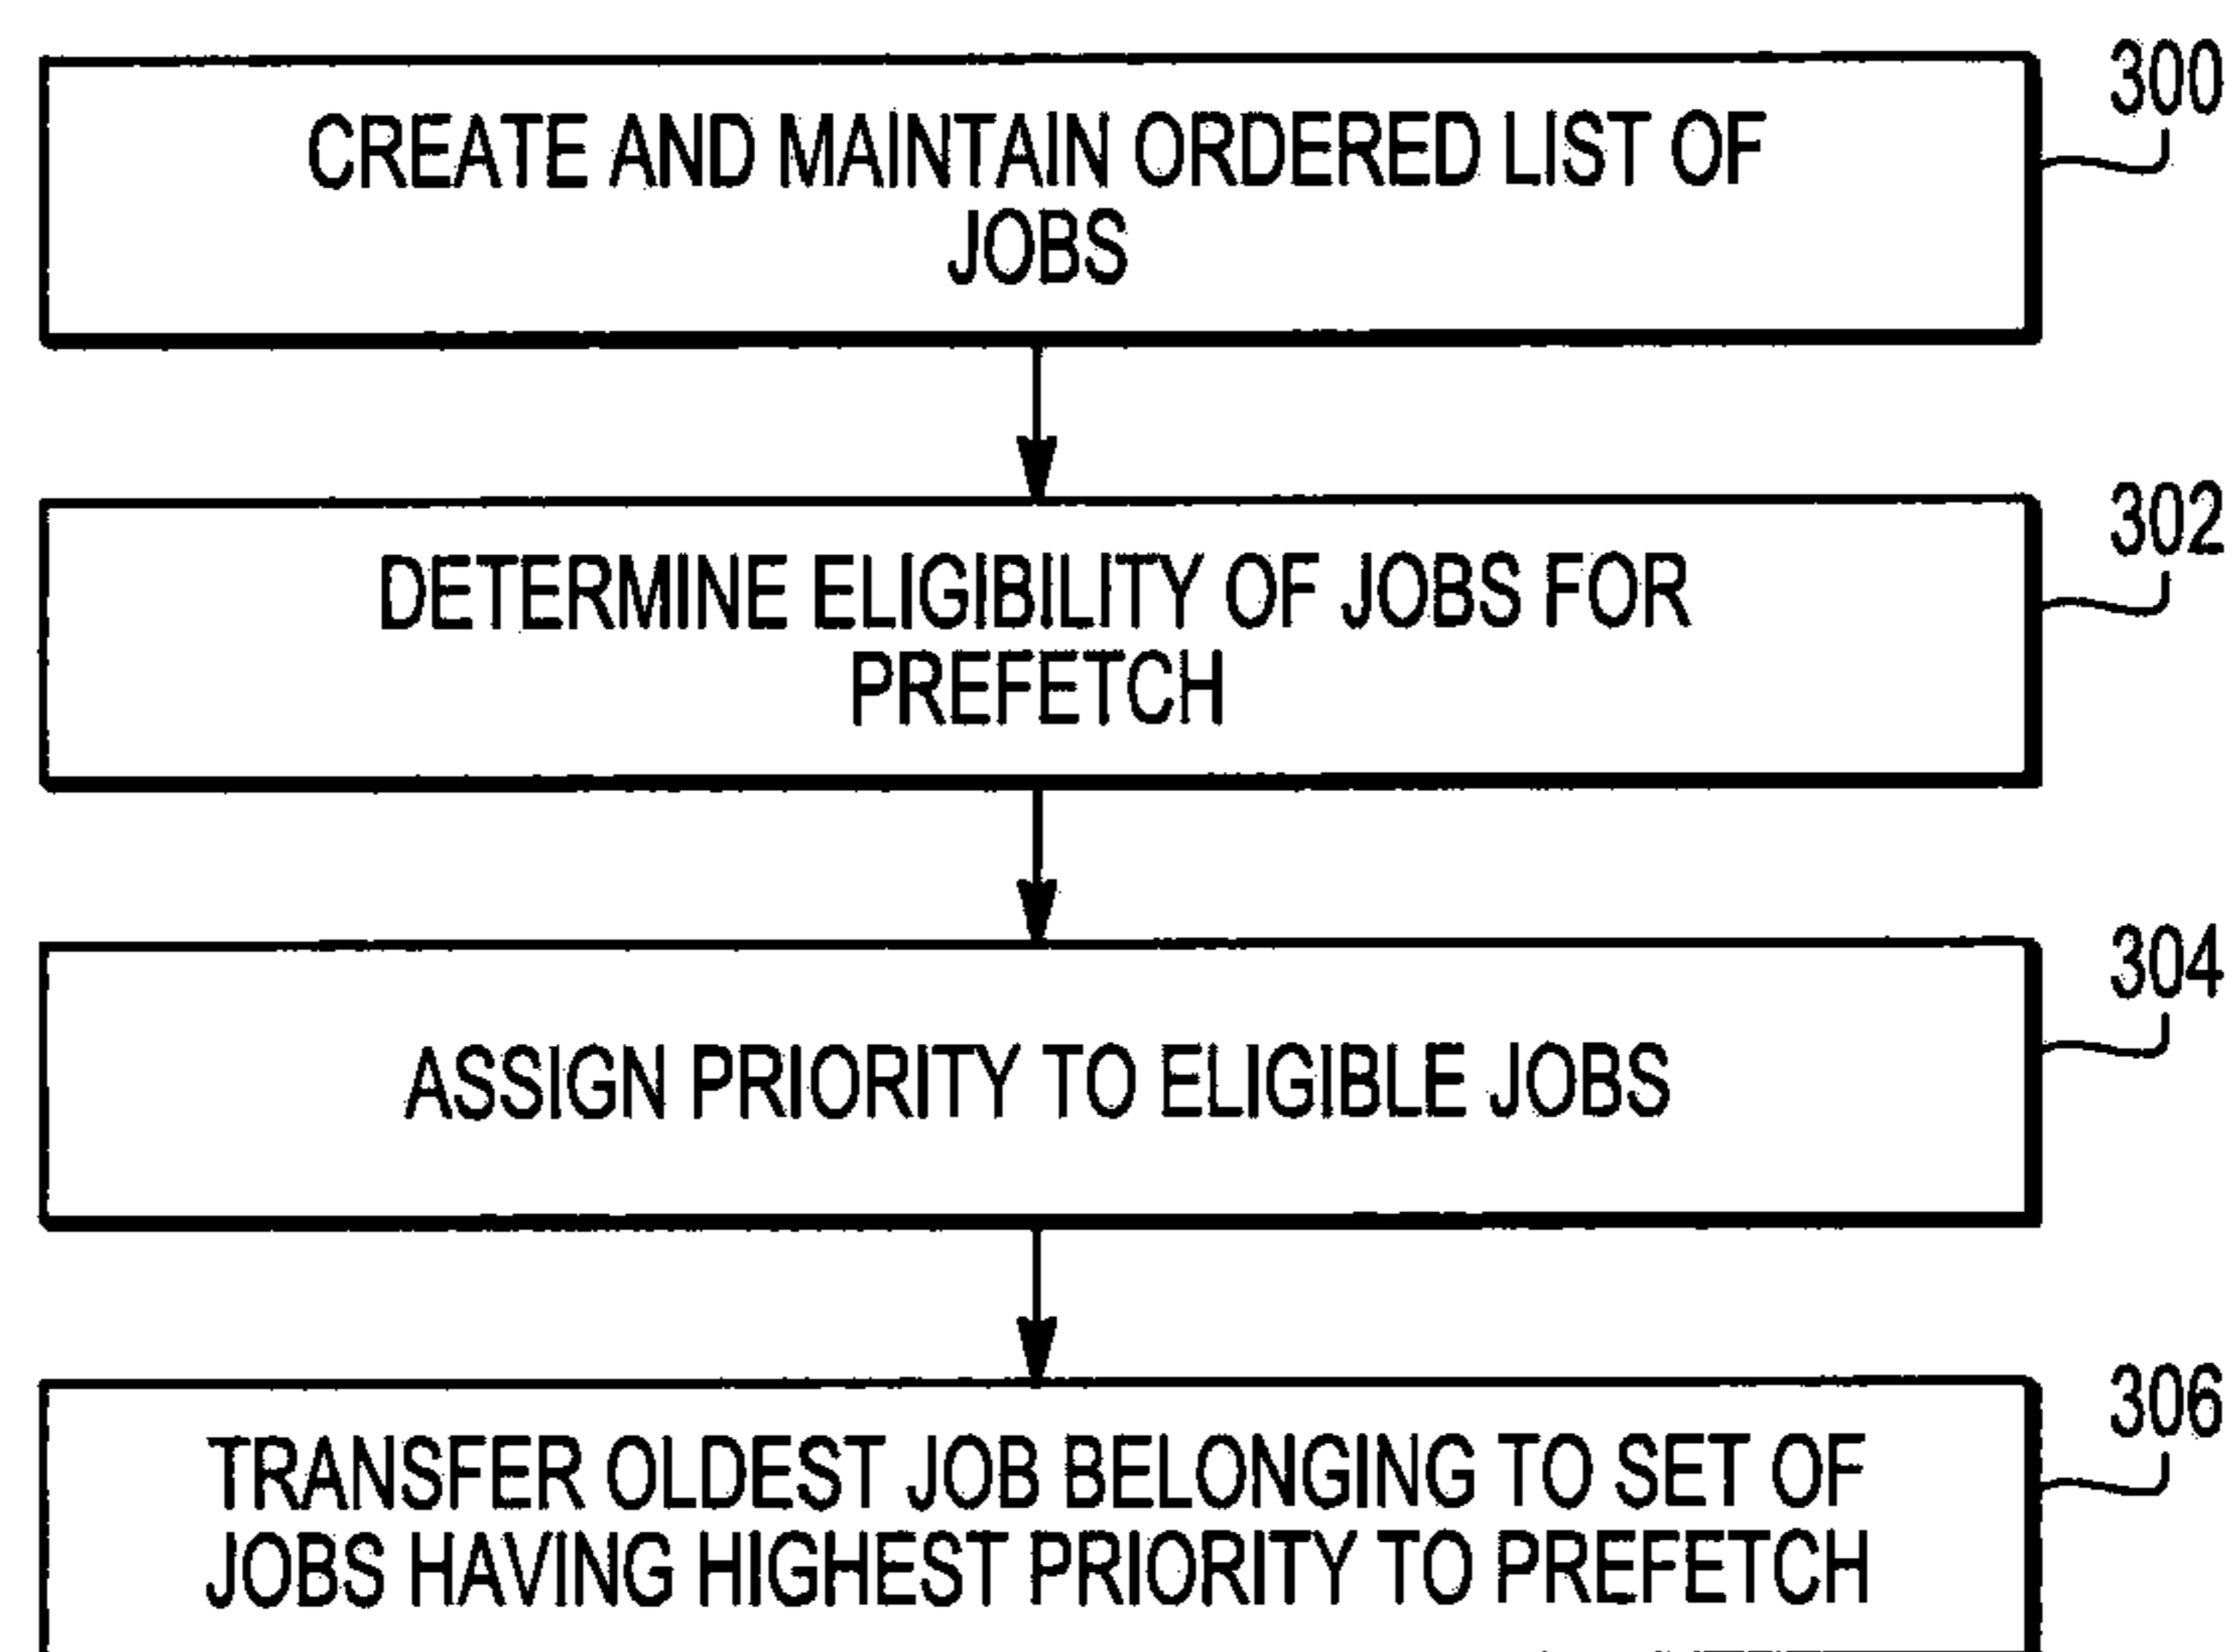 300
CREATE AND MAINTAIN ORDERED LIST OF
JOBS
302
DETERMINE ELIGIBILITY OF JOBS FOR
PREFETCH
304
ASSIGN PRIORITY TO ELIGIBLE JOBS
306
TRANSFER OLDEST JOB BELONGING TO SET OF
JOBS HAVING HIGHEST PRIORITY TO PREFETCH